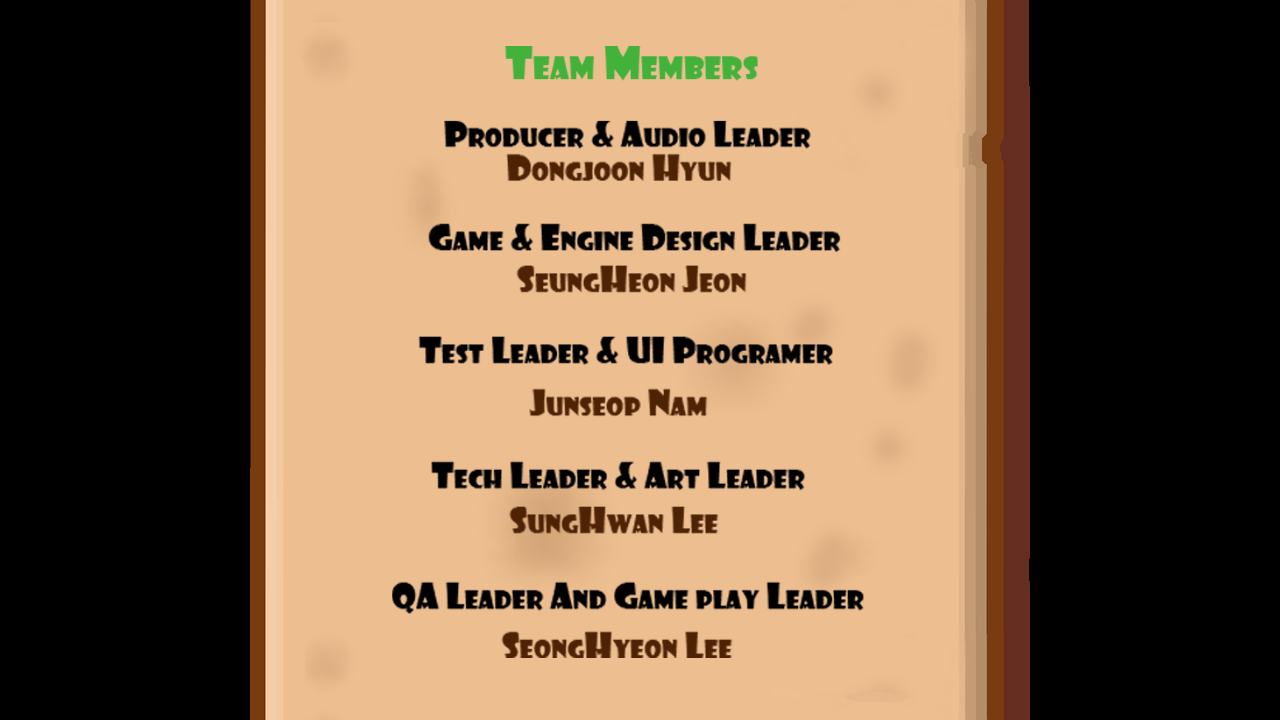 Team Members
Producer & Audio Leader
Dongjoon Hyun
Game & Engine Design Leader
SeungHeon Jeon
Test Leader & UI Programer
Junseop Nam
Tech Leader & Art Leader
SungHwan Lee
QA Leader And Game play Leader
SeongHyeon Lee